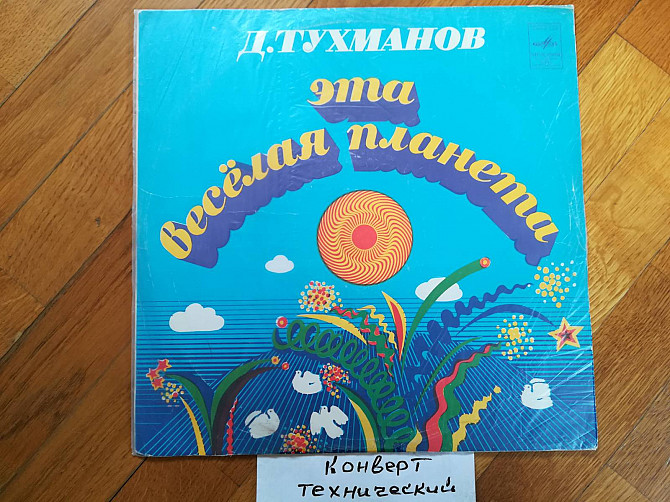 Д.ТУХМАНОВ
эта
весёлая планета
Конверт
технический